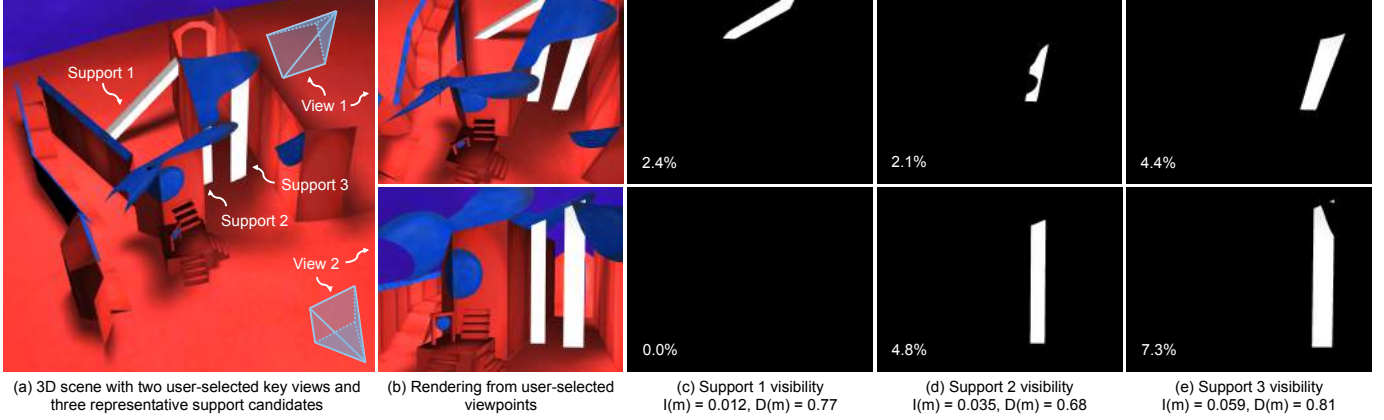 Support 1
View 1
Support 3
Support 2
View 2
2.4%
2.1%
4.4%
0.0%
4.8%
7.3%
(a) 3D scene with two user-selected key views and
three representative support candidates
(b) Rendering from user-selected
viewpoints
(c) Support 1 visibility
I(m) = 0.012, D(m) = 0.77
(d) Support 2 visibility
I(m) = 0.035, D(m) = 0.68
(e) Support 3 visibility
I(m) = 0.059, D(m) = 0.81